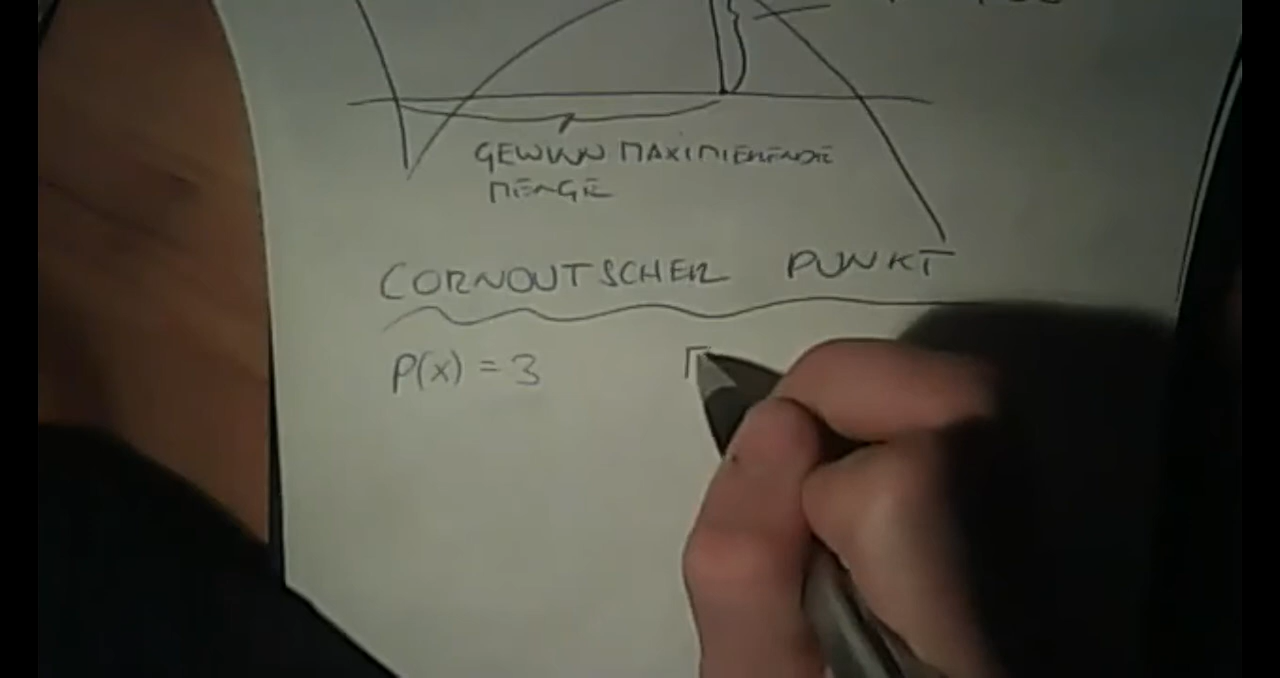 GEWINN MAXIMIERENDE
MENGE
CORNOUTSCHER PUNKT
P(x) = 3